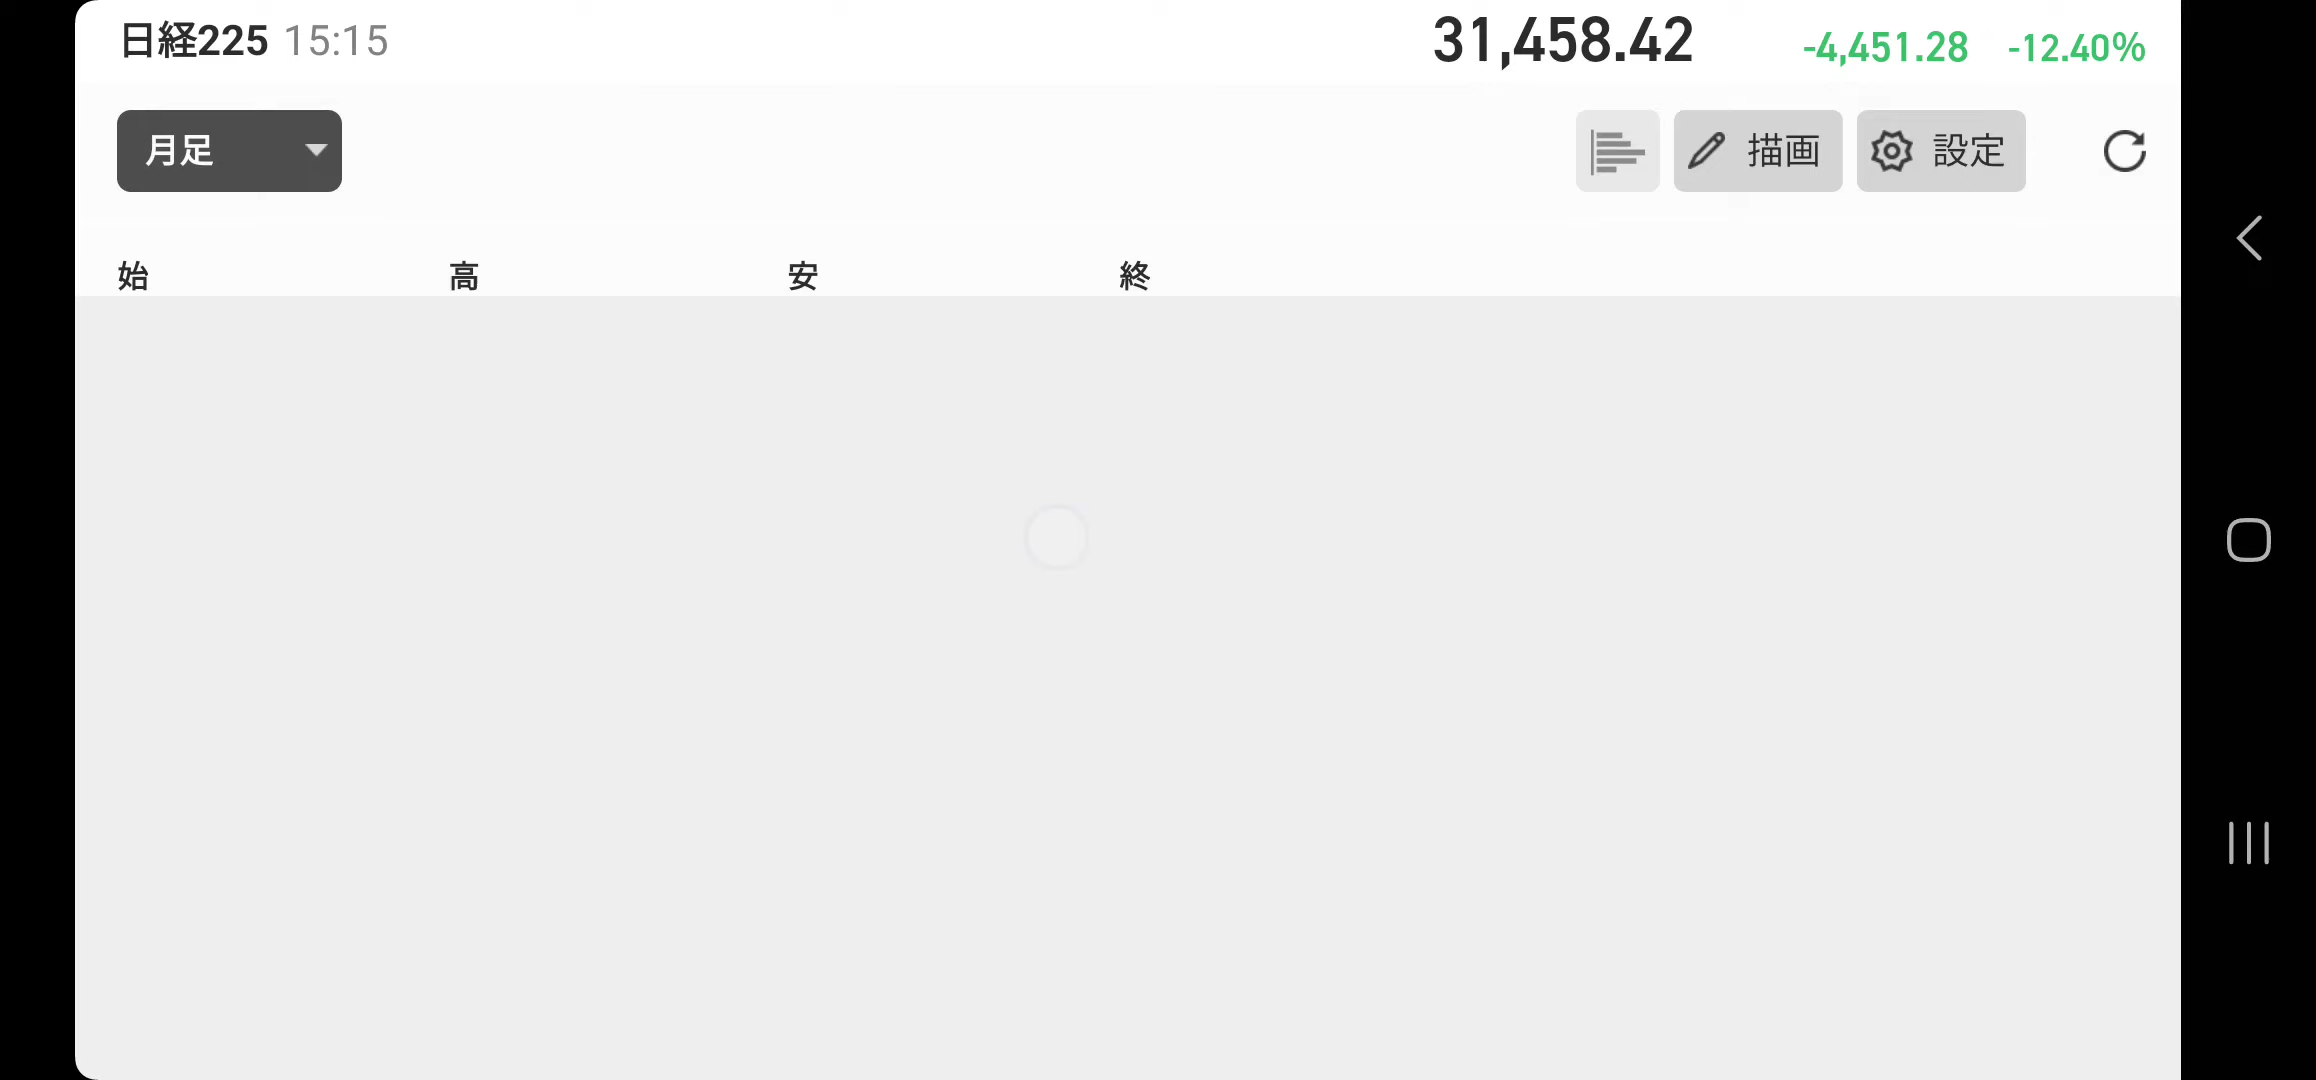 日経225 15:15 31,458.42 -4,451.28 -12.40%
月足 描画 設定
始 高 安 終